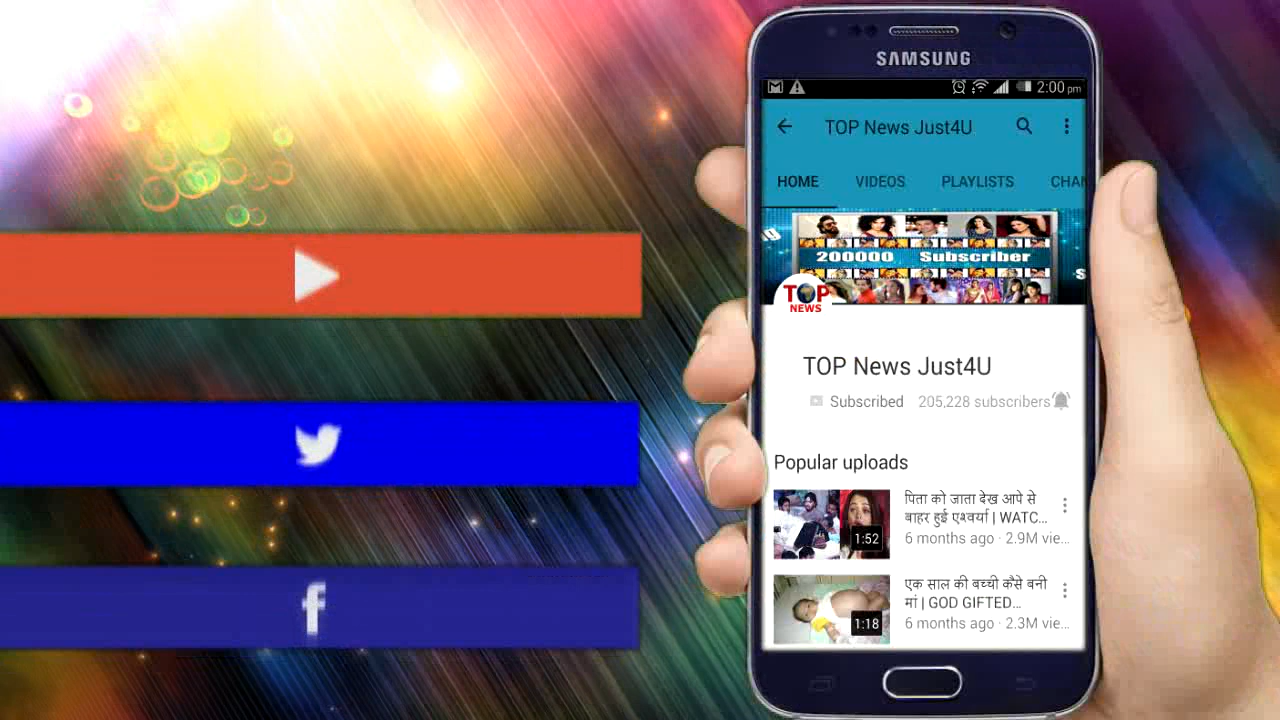 SAMSUNG
2:00 pm
TOP News Just4U
HOME VIDEOS PLAYLISTS CHAN
200000 Subscriber
TOP
NEWS
TOP News Just4U
Subscribed 205,228 subscribers
Popular uploads
पिता को जाता देख आपे से
बाहर हुई एश्वर्या | WATC...
1:52
6 months ago · 2.9M vie...
एक साल की बच्ची कैसे बनी
मां | GOD GIFTED...
1:18
6 months ago · 2.3M vie...